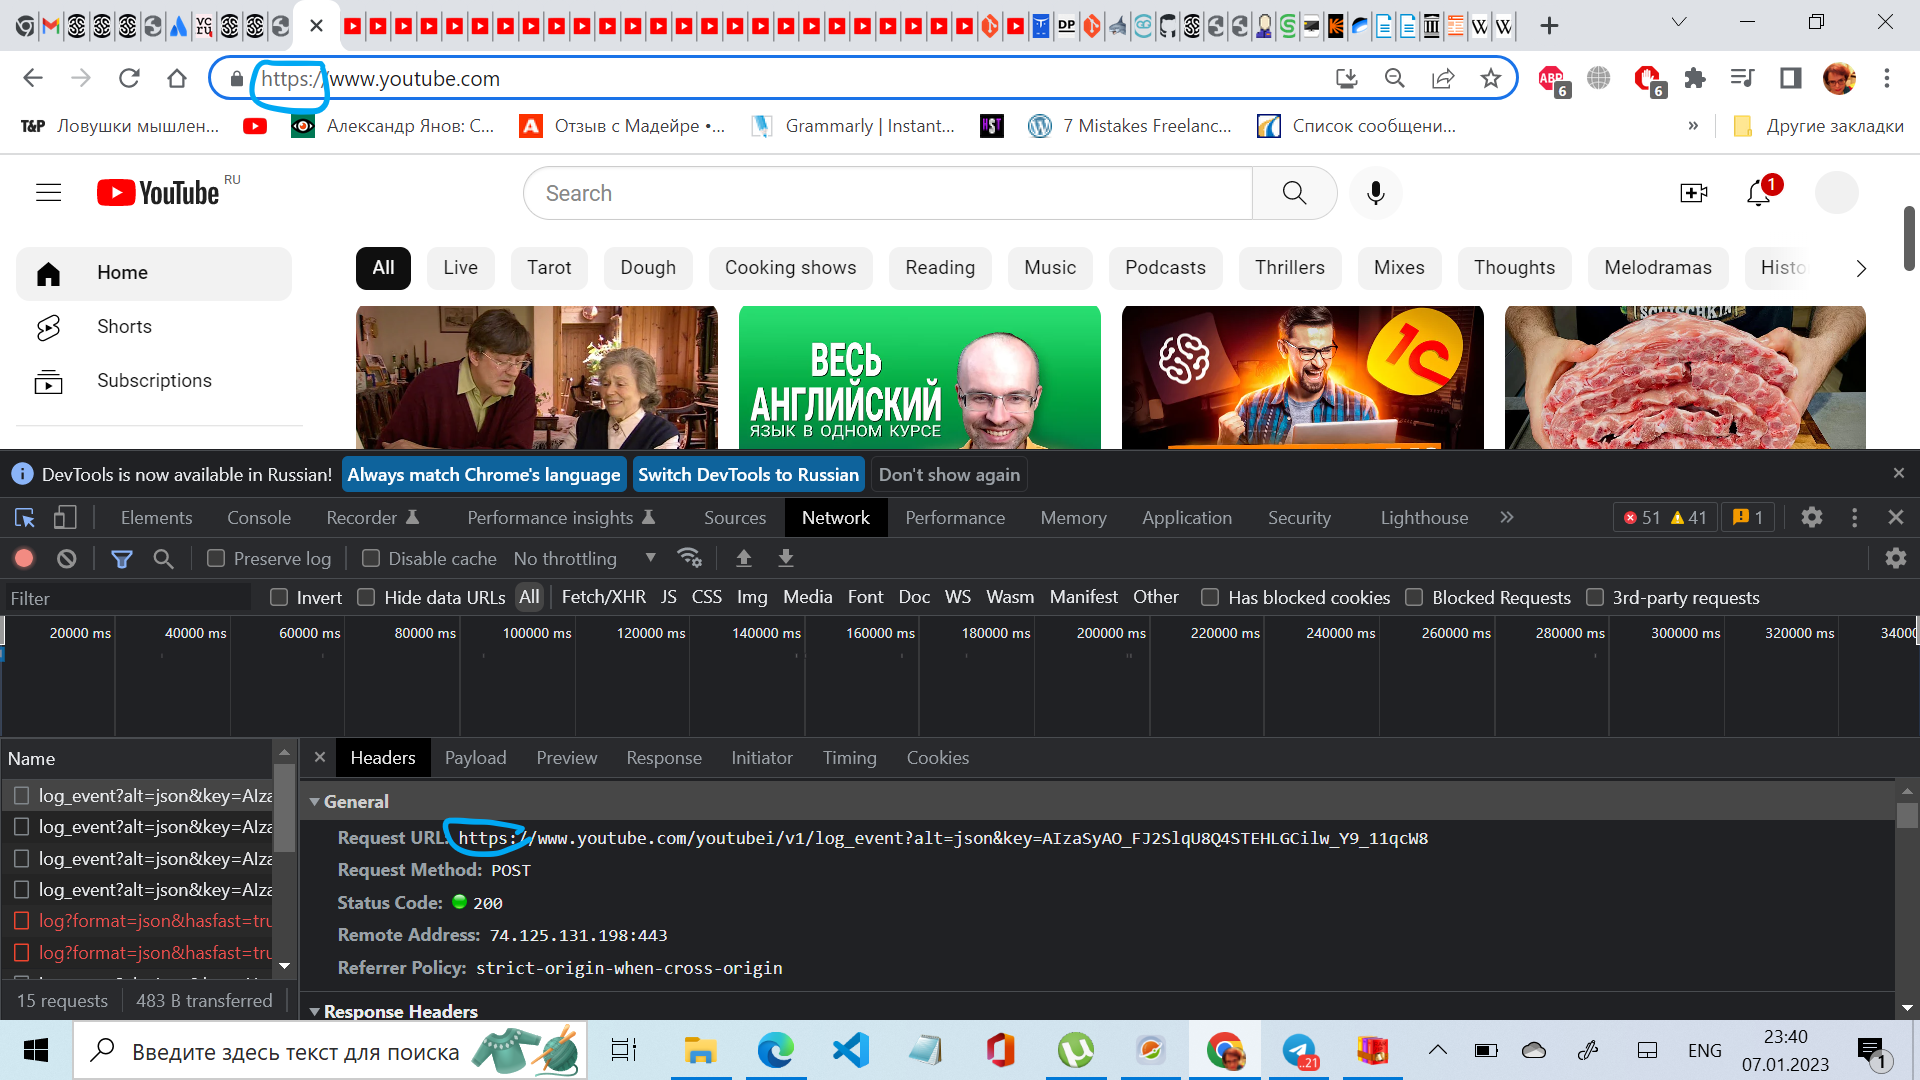 https://www.youtube.com
ABP 6
6
T&P Ловушки мышлен...
Александр Янов: С...
A Отзыв с Мадейре •...
Grammarly | Instant...
HST
7 Mistakes Freelanc...
Список сообщени...
»
Другие закладки
YouTube RU
Search
1
Home
Shorts
Subscriptions
All
Live
Tarot
Dough
Cooking shows
Reading
Music
Podcasts
Thrillers
Mixes
Thoughts
Melodramas
Histo
ВЕСЬ
АНГЛИЙСКИЙ
ЯЗЫК В ОДНОМ КУРСЕ
1С
DevTools is now available in Russian!
Always match Chrome's language
Switch DevTools to Russian
Don't show again
Elements
Console
Recorder
Performance insights
Sources
Network
Performance
Memory
Application
Security
Lighthouse
»
51 41
1
Preserve log
Disable cache
No throttling
Filter
Invert
Hide data URLs
All
Fetch/XHR
JS
CSS
Img
Media
Font
Doc
WS
Wasm
Manifest
Other
Has blocked cookies
Blocked Requests
3rd-party requests
20000 ms
40000 ms
60000 ms
80000 ms
100000 ms
120000 ms
140000 ms
160000 ms
180000 ms
200000 ms
220000 ms
240000 ms
260000 ms
280000 ms
300000 ms
320000 ms
34000
Name
log_event?alt=json&key=AIza
log_event?alt=json&key=AIza
log_event?alt=json&key=AIza
log_event?alt=json&key=AIza
log?format=json&hasfast=tru
log?format=json&hasfast=tru
15 requests
483 B transferred
Headers
Payload
Preview
Response
Initiator
Timing
Cookies
General
Request URL: https://www.youtube.com/youtubei/v1/log_event?alt=json&key=AIzaSyAO_FJ2SlqU8Q4STEHLGCilw_Y9_11qcW8
Request Method: POST
Status Code: 200
Remote Address: 74.125.131.198:443
Referrer Policy: strict-origin-when-cross-origin
Response Headers
Введите здесь текст для поиска
..21
ENG
23:40
07.01.2023
1